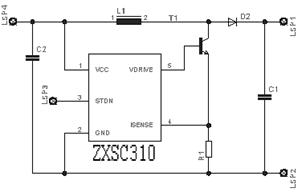 LSP4
L1
1
2
T1
D2
LSP1
C2
1
VCC
VDRIVE
5
LSP3
3
STDN
C1
ISENSE
4
2
GND
R1
ZXSC310
LSP2